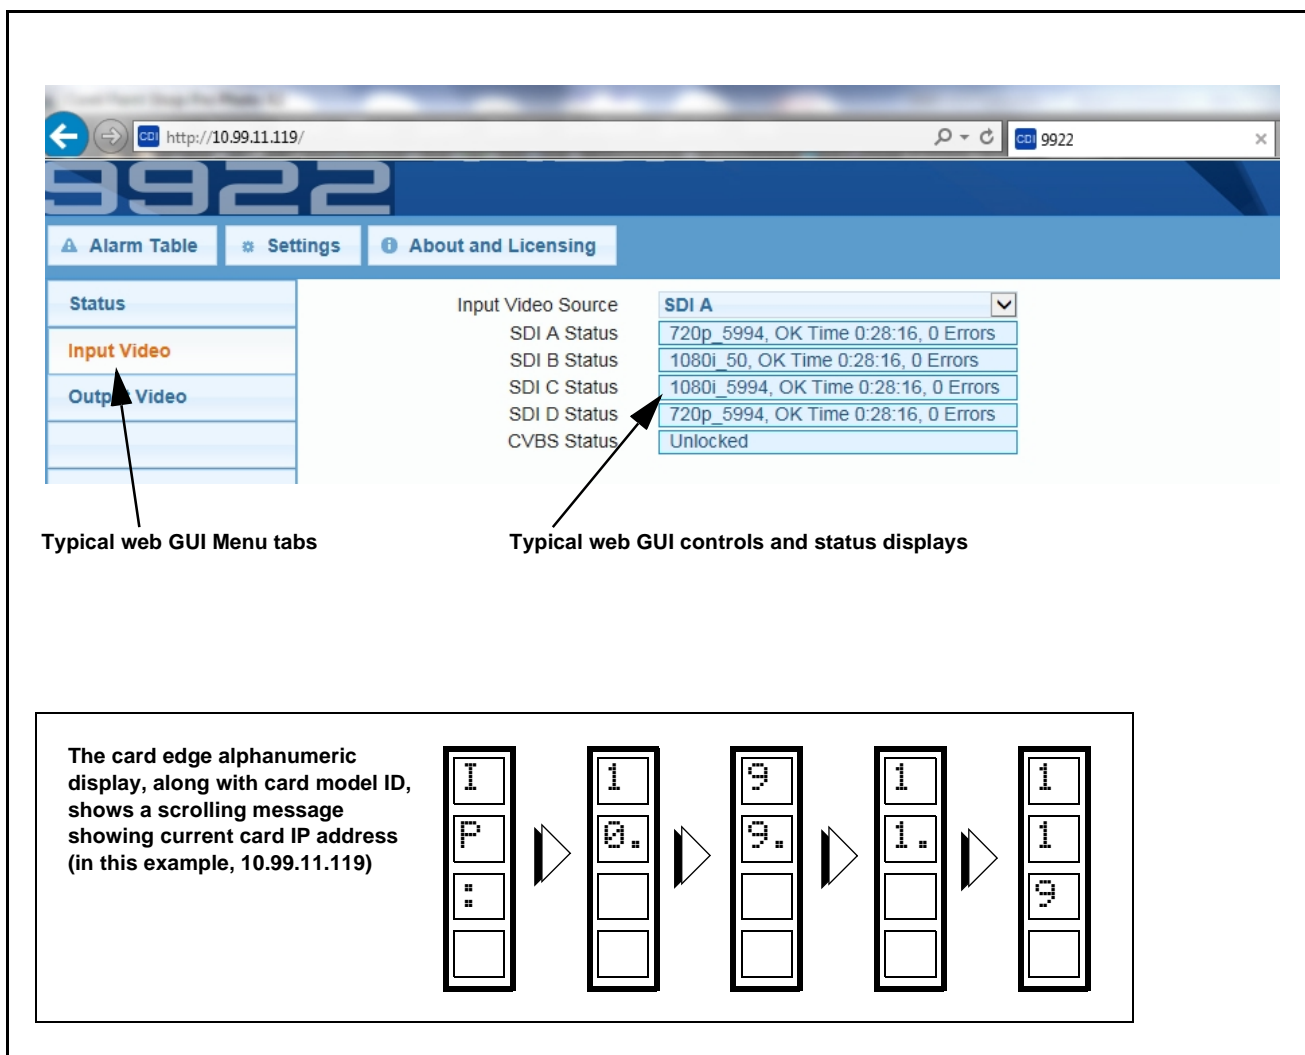 http://10.99.11.119/
CDI 9922
9922
Alarm Table
Settings
About and Licensing
Status
Input Video
Output Video
Input Video Source SDI A
SDI A Status 720p_5994, OK Time 0:28:16, 0 Errors
SDI B Status 1080i_50, OK Time 0:28:16, 0 Errors
SDI C Status 1080i_5994, OK Time 0:28:16, 0 Errors
SDI D Status 720p_5994, OK Time 0:28:16, 0 Errors
CVBS Status Unlocked
Typical web GUI Menu tabs
Typical web GUI controls and status displays
The card edge alphanumeric
display, along with card model ID,
shows a scrolling message
showing current card IP address
(in this example, 10.99.11.119)
I 1 9 1 1
P 0. 9. 1. 1
: 9